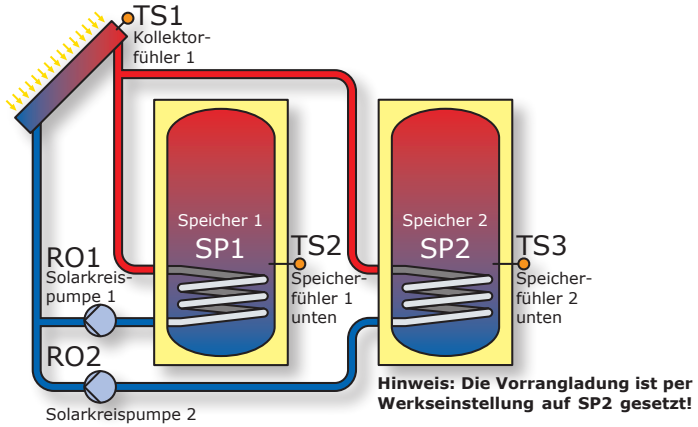 TS1
Kollektor-
fühler 1
Speicher 1
SP1
Speicher 2
SP2
TS2
Speicher-
fühler 1
unten
TS3
Speicher-
fühler 2
unten
RO1
Solarkreis-
pumpe 1
RO2
Solarkreispumpe 2
Hinweis: Die Vorrangladung ist per
Werkseinstellung auf SP2 gesetzt!